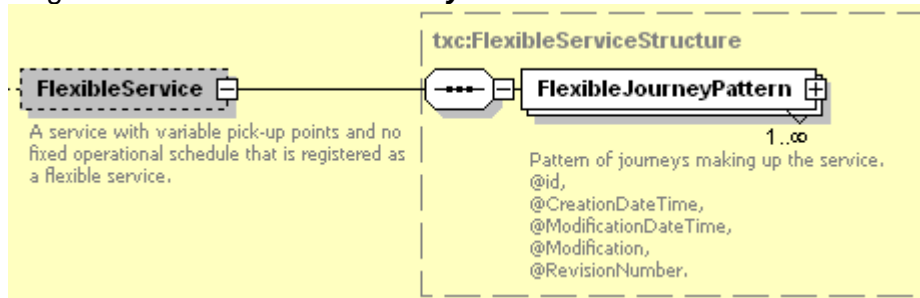 txc:FlexibleServiceStructure
FlexibleService
FlexibleJourneyPattern
A service with variable pick-up points and no
fixed operational schedule that is registered as
a flexible service.
1..∞
Pattern of journeys making up the service.
@id,
@CreationDateTime,
@ModificationDateTime,
@Modification,
@RevisionNumber.